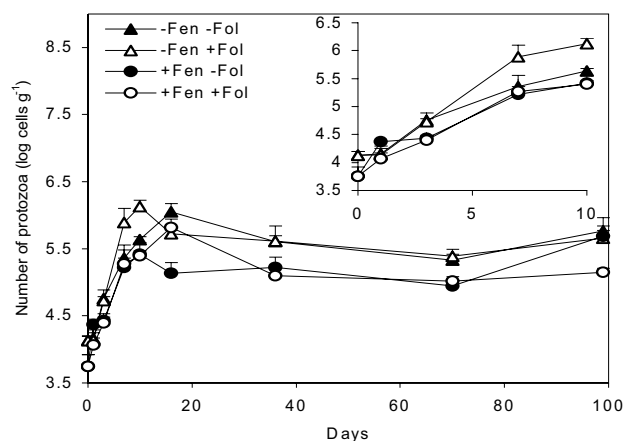 -Fen -Fol
-Fen +Fol
+Fen -Fol
+Fen +Fol
Number of protozoa (log cells g-1)
8.5
7.5
6.5
5.5
4.5
3.5
0 20 40 60 80 100
Days
6.5
6
5.5
5
4.5
4
3.5
0 5 10